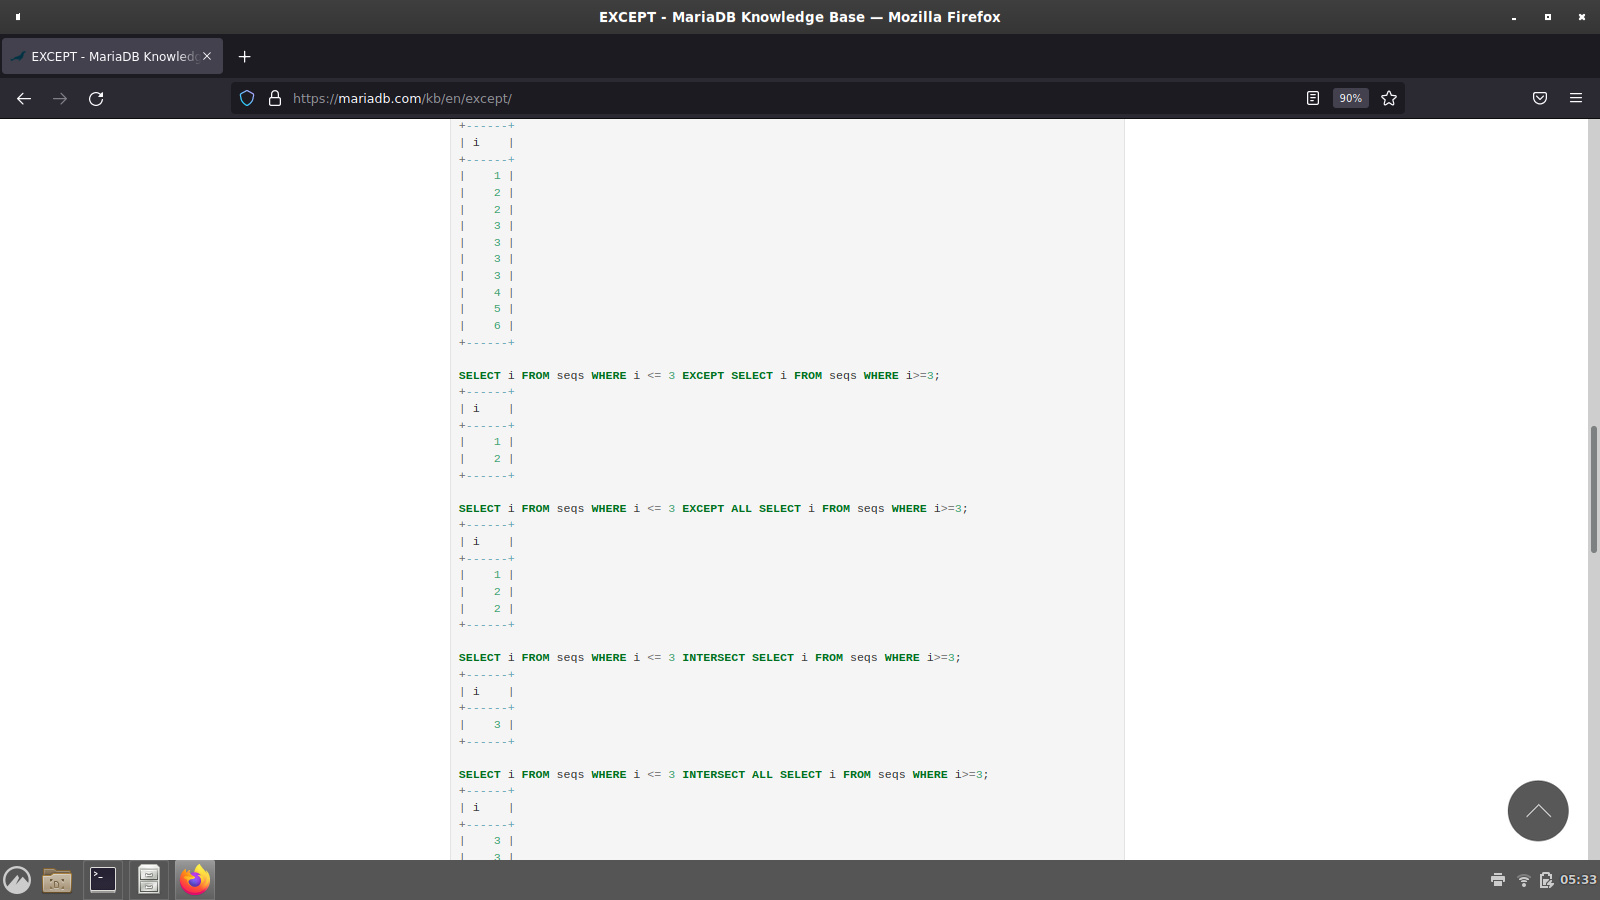 EXCEPT - MariaDB Knowledge Base — Mozilla Firefox
EXCEPT - MariaDB Knowledg
https://mariadb.com/kb/en/except/
90%
+------+
| i    |
+------+
|    1 |
|    2 |
|    2 |
|    3 |
|    3 |
|    3 |
|    3 |
|    4 |
|    5 |
|    6 |
+------+
SELECT i FROM seqs WHERE i <= 3 EXCEPT SELECT i FROM seqs WHERE i>=3;
+------+
| i    |
+------+
|    1 |
|    2 |
+------+
SELECT i FROM seqs WHERE i <= 3 EXCEPT ALL SELECT i FROM seqs WHERE i>=3;
+------+
| i    |
+------+
|    1 |
|    2 |
|    2 |
+------+
SELECT i FROM seqs WHERE i <= 3 INTERSECT SELECT i FROM seqs WHERE i>=3;
+------+
| i    |
+------+
|    3 |
+------+
SELECT i FROM seqs WHERE i <= 3 INTERSECT ALL SELECT i FROM seqs WHERE i>=3;
+------+
| i    |
+------+
|    3 |
|    3 |
05:33